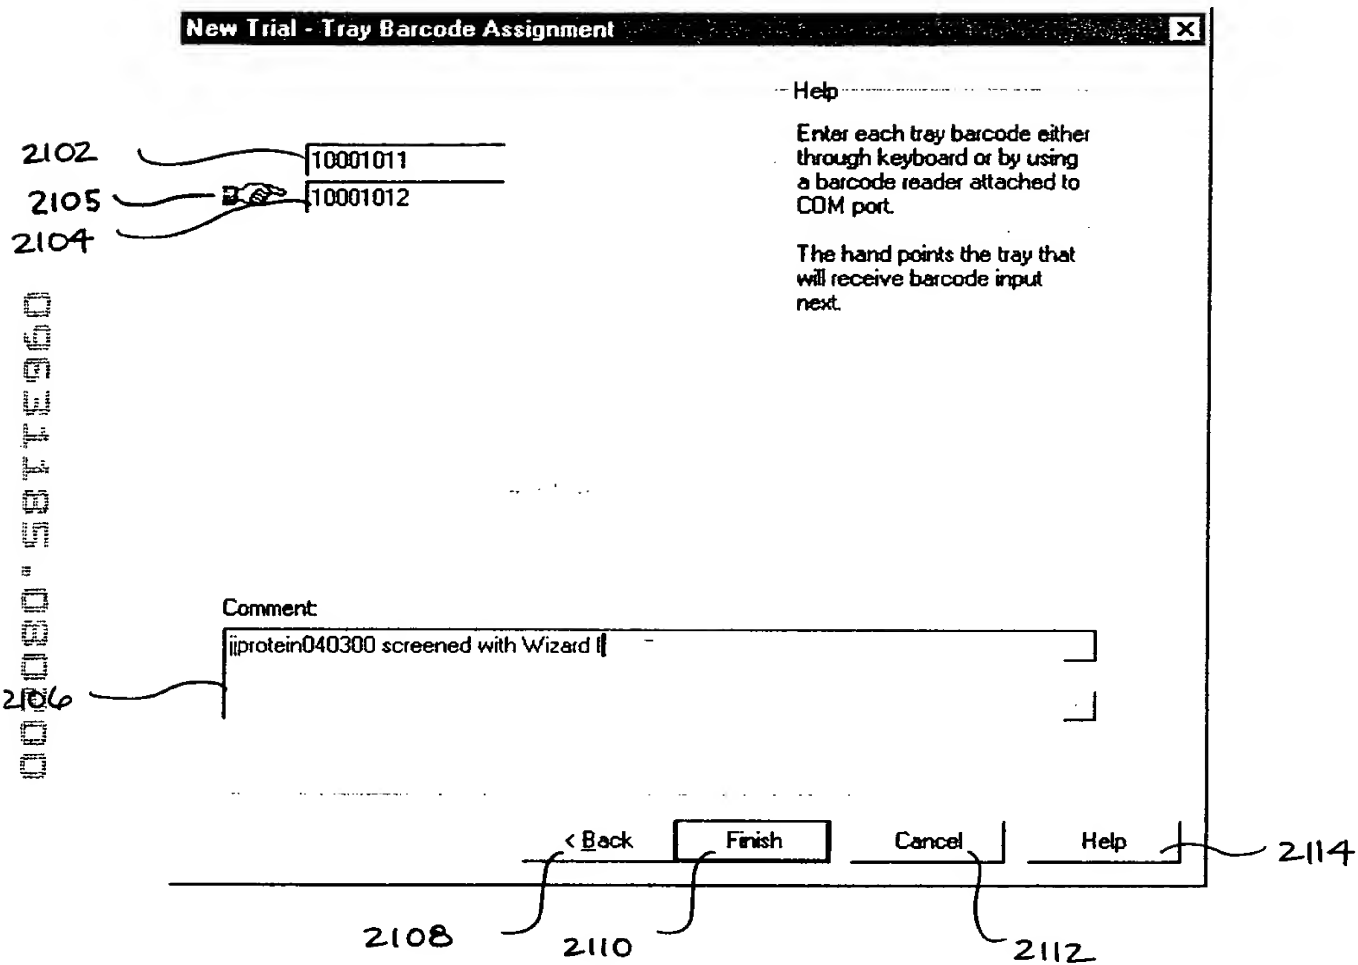 New Trial - Tray Barcode Assignment
Help
Enter each tray barcode either
through keyboard or by using
a barcode reader attached to
COM port.
The hand points the tray that
will receive barcode input
next.
2102
10001011
2105
10001012
2104
09631185.080200
Comment:
jjprotein040300 screened with Wizard I
2106
< Back
Finish
Cancel
Help
2114
2108
2110
2112